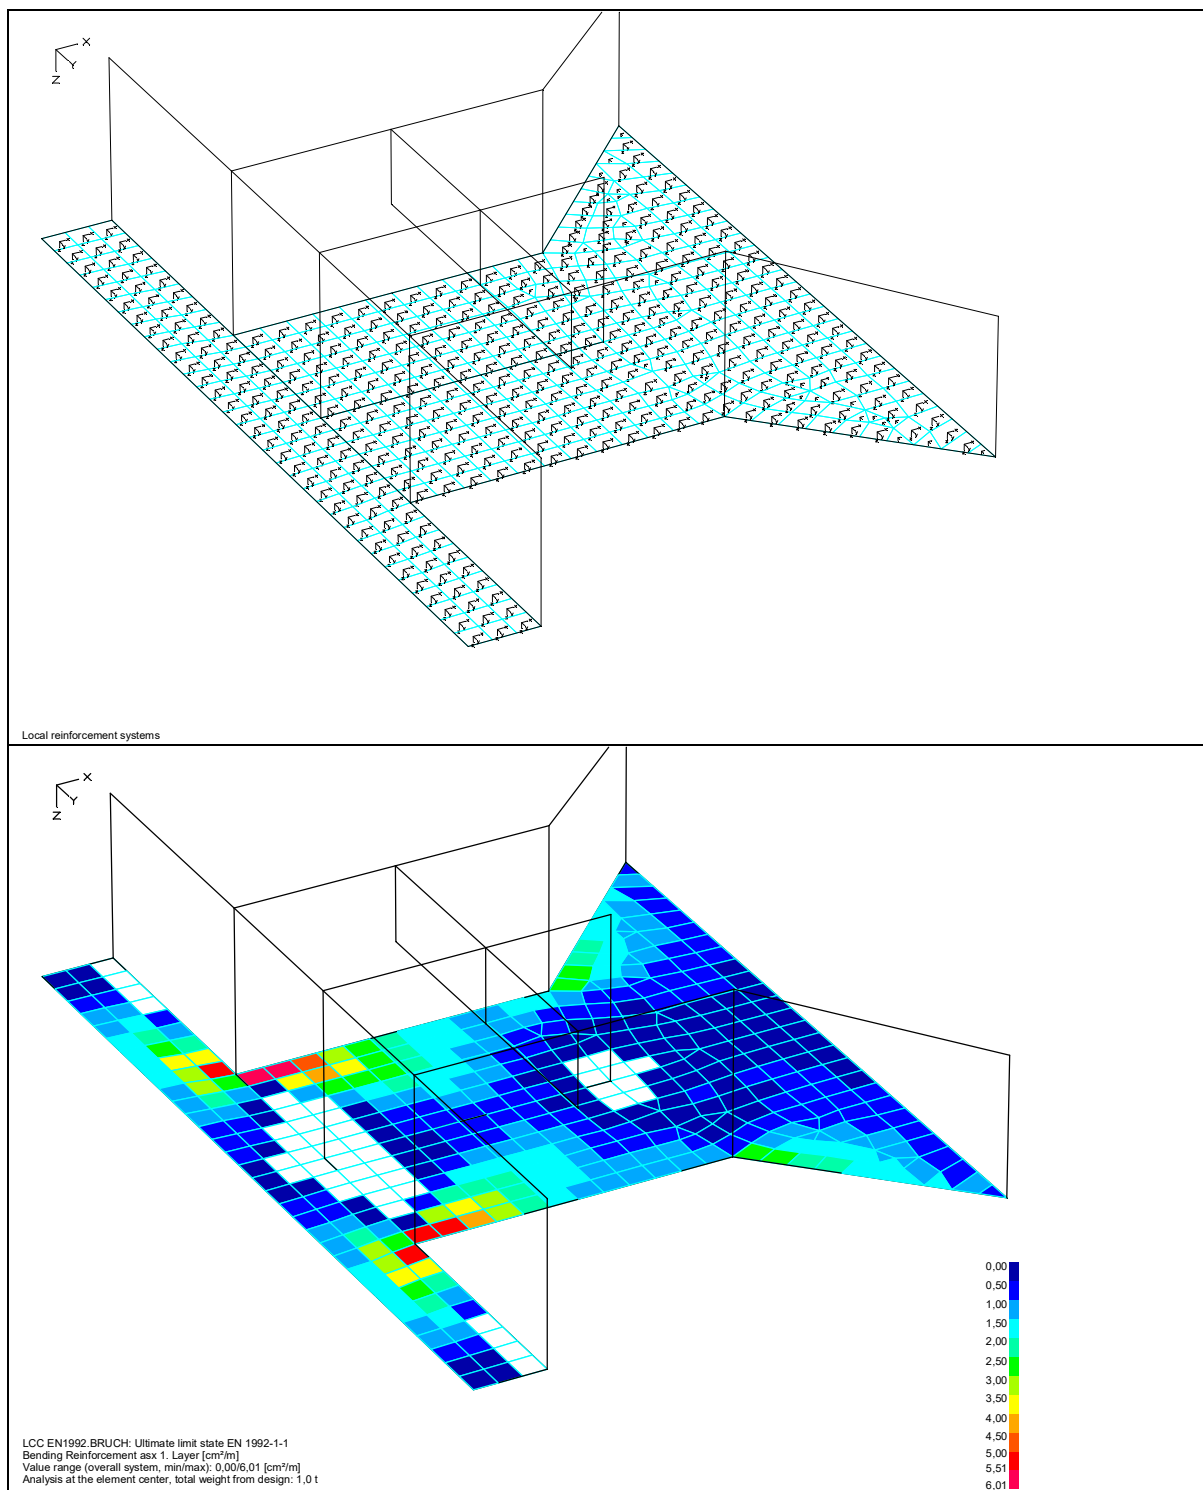 X
Y
Z
Local reinforcement systems
X
Y
Z
0,00
0,50
1,00
1,50
2,00
2,50
3,00
3,50
4,00
4,50
5,00
5,51
6,01
LCC EN1992.BRUCH: Ultimate limit state EN 1992-1-1
Bending Reinforcement asx 1. Layer [cm²/m]
Value range (overall system, min/max): 0,00/6,01 [cm²/m]
Analysis at the element center, total weight from design: 1,0 t